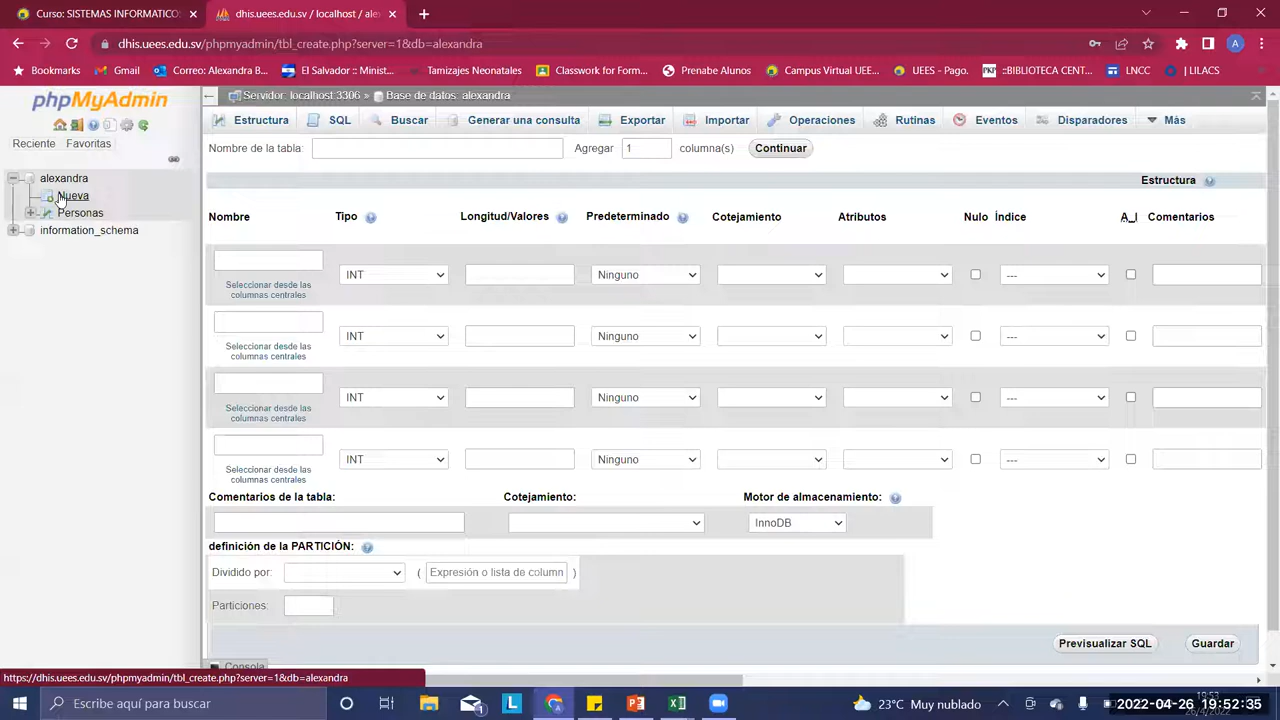 Curso: SISTEMAS INFORMATICO
dhis.uees.edu.sv / localhost / ale
dhis.uees.edu.sv/phpmyadmin/tbl_create.php?server=1&db=alexandra
A
Bookmarks
Gmail
Correo: Alexandra B...
El Salvador :: Minist...
Tamizajes Neonatales
Classwork for Form...
Prenabe Alunos
Campus Virtual UEE...
UEES - Pago.
::BIBLIOTECA CENT...
LNCC
| LILACS
phpMyAdmin
Reciente Favoritas
alexandra
Nueva
Personas
information_schema
Servidor: localhost:3306 » Base de datos: alexandra
Estructura SQL Buscar Generar una consulta Exportar Importar Operaciones Rutinas Eventos Disparadores Más
Nombre de la tabla: Agregar 1 columna(s) Continuar
Estructura
Nombre Tipo Longitud/Valores Predeterminado Cotejamiento Atributos Nulo Índice A_I Comentarios
INT Ninguno ---
Seleccionar desde las
columnas centrales
INT Ninguno ---
Seleccionar desde las
columnas centrales
INT Ninguno ---
Seleccionar desde las
columnas centrales
INT Ninguno ---
Seleccionar desde las
columnas centrales
Comentarios de la tabla: Cotejamiento: Motor de almacenamiento:
InnoDB
definición de la PARTICIÓN:
Dividido por: ( Expresión o lista de column )
Particiones:
Previsualizar SQL Guardar
Consola
https://dhis.uees.edu.sv/phpmyadmin/tbl_create.php?server=1&db=alexandra
Escribe aquí para buscar
23°C Muy nublado
19:53
26/4/2022
2022-04-26 19:52:35